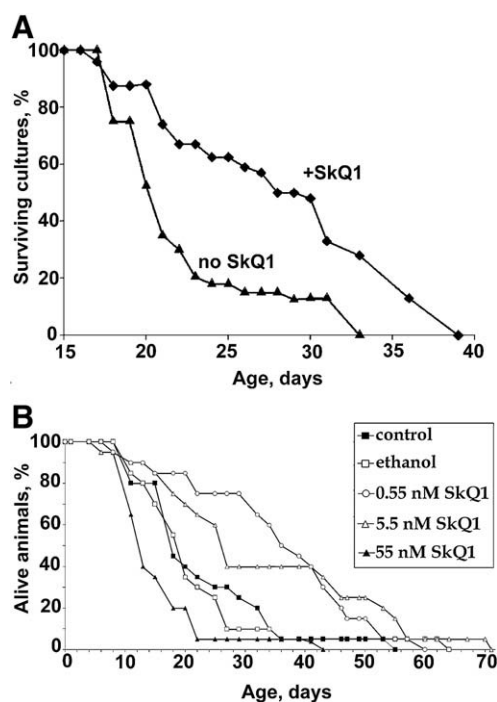 A
Surviving cultures, %
100
80
60
40
20
0
+SkQ1
no SkQ1
15 20 25 30 35 40
Age, days
B
Alive animals, %
100
80
60
40
20
0
control
ethanol
0.55 nM SkQ1
5.5 nM SkQ1
55 nM SkQ1
0 10 20 30 40 50 60 70
Age, days